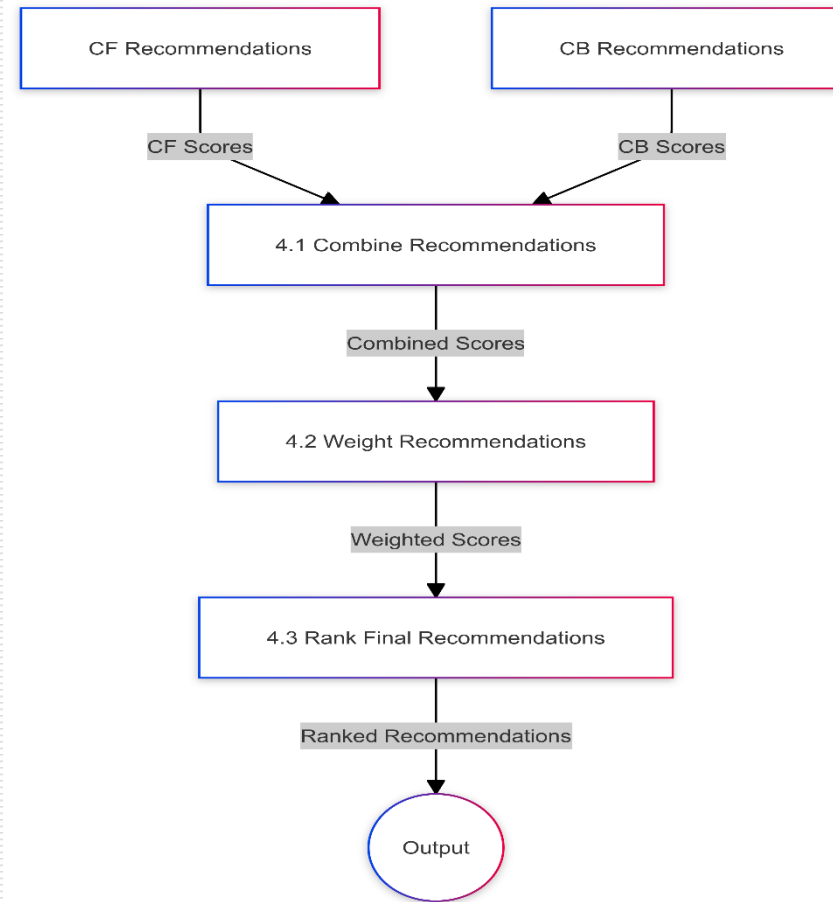 CF Recommendations
CB Recommendations
CF Scores
CB Scores
4.1 Combine Recommendations
Combined Scores
4.2 Weight Recommendations
Weighted Scores
4.3 Rank Final Recommendations
Ranked Recommendations
Output